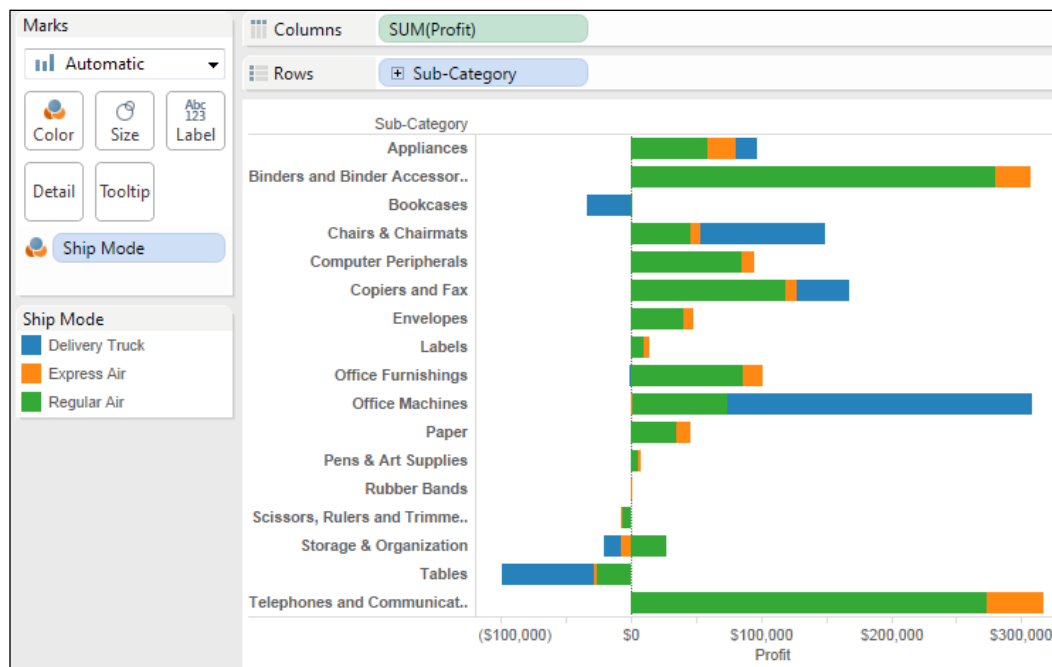 Marks
Automatic
Color
Size
Abc
123
Label
Detail
Tooltip
Ship Mode
Ship Mode
Delivery Truck
Express Air
Regular Air
Columns
SUM(Profit)
Rows
Sub-Category
Sub-Category
Appliances
Binders and Binder Accessor..
Bookcases
Chairs & Chairmats
Computer Peripherals
Copiers and Fax
Envelopes
Labels
Office Furnishings
Office Machines
Paper
Pens & Art Supplies
Rubber Bands
Scissors, Rulers and Trimme..
Storage & Organization
Tables
Telephones and Communicat..
($100,000) $0 $100,000 $200,000 $300,000
Profit